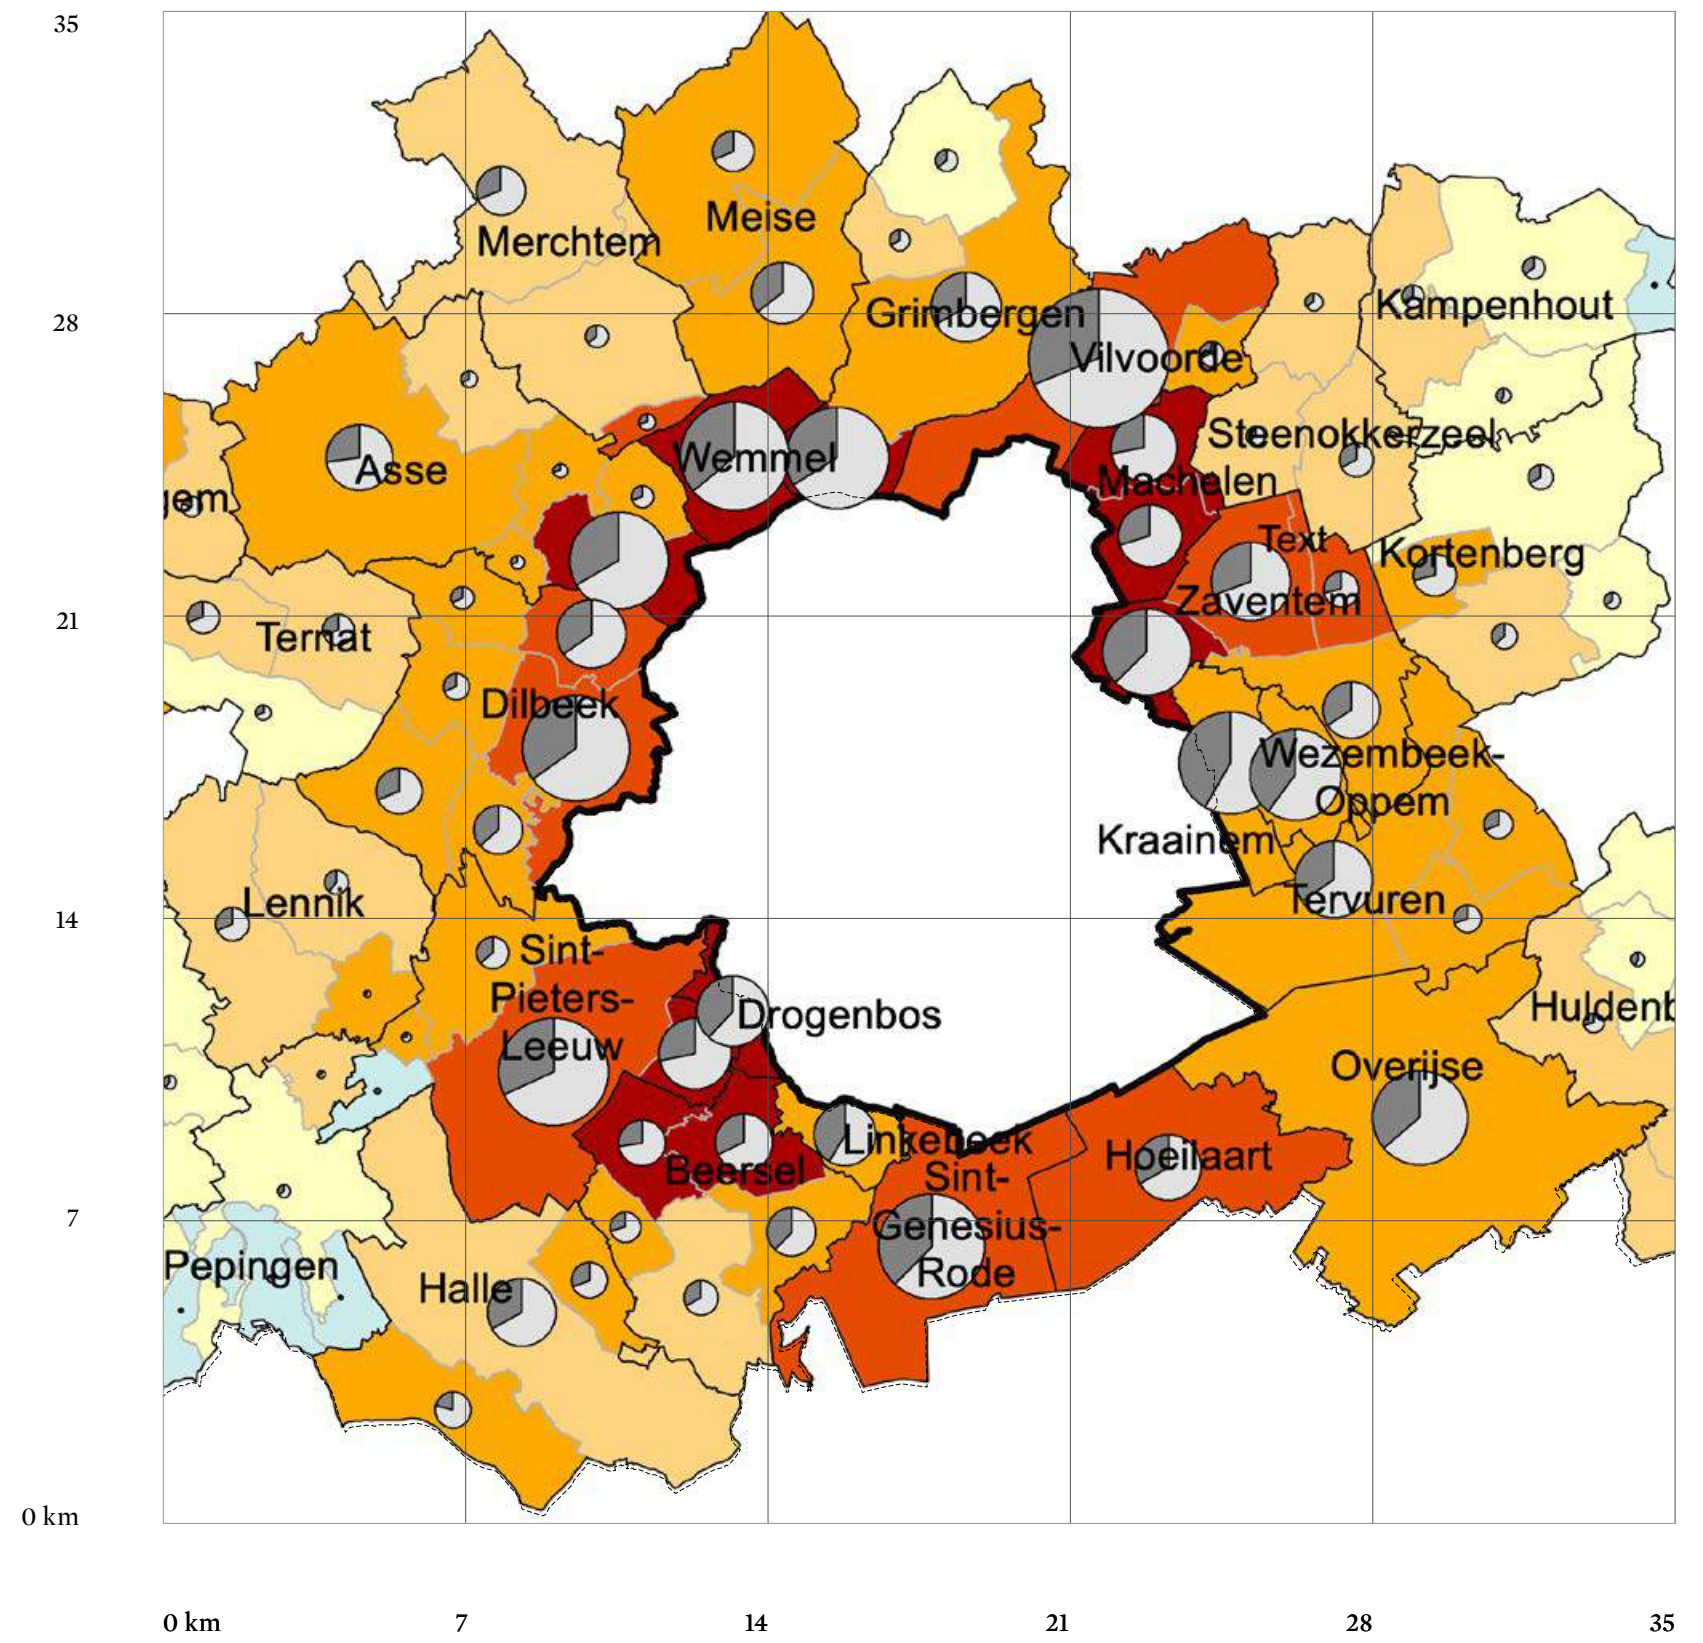 35
Meise
Merchtem
Kampenhout
Grimbergen
28
Vilvoorde
Steenokkerzeel
Wemmel
Asse
Machelen
gem
Text
Kortenberg
Zaventem
21
Ternat
Dilbeek
Wezembeek-
Oppem
Kraainem
Lennik
Tervuren
14
Sint-
Pieters-
Leeuw
Drogenbos
Huldenb
Overijse
Linkebeek
Hoeilaart
Beersel
Sint-
Genesius-
Rode
7
Pepingen
Halle
0 km
0 km 7 14 21 28 35